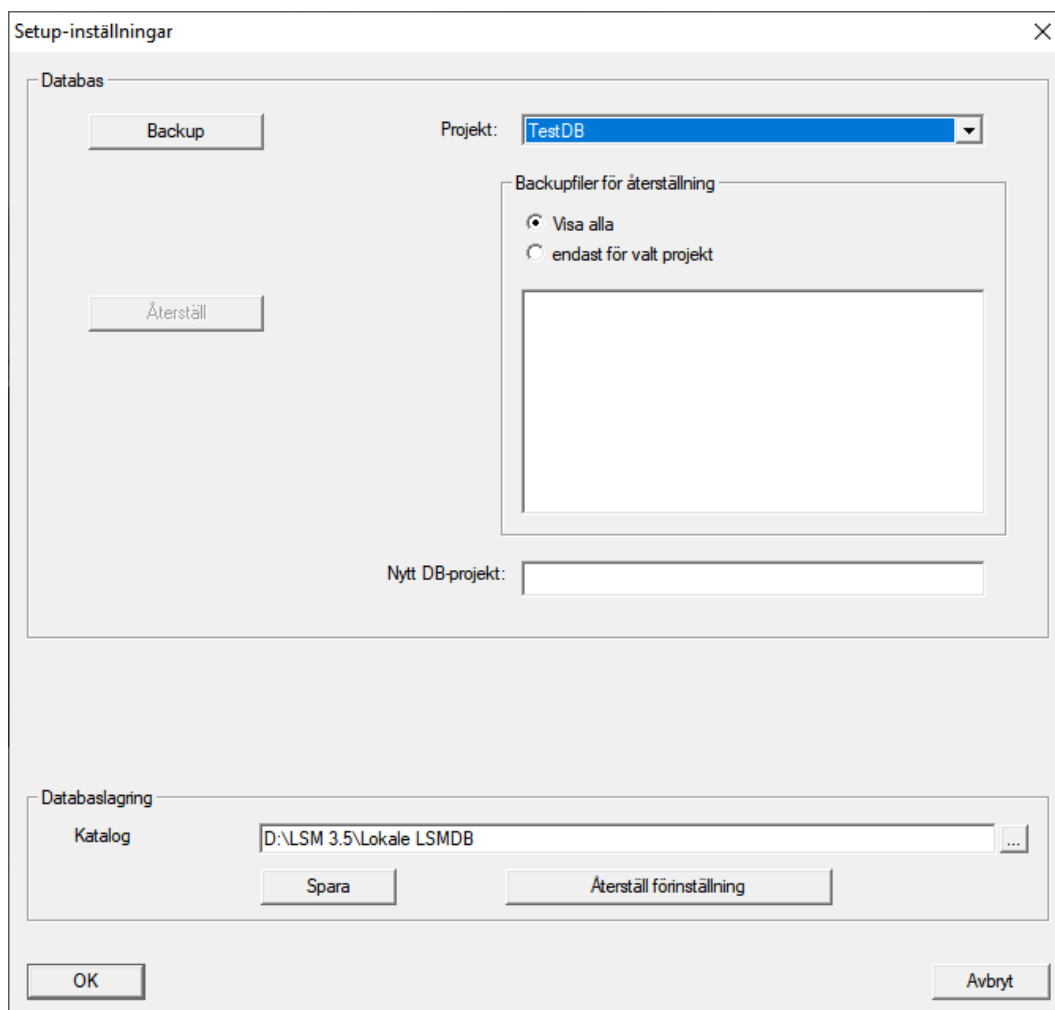 Setup-inställningar
Databas
Backup
Projekt:
TestDB
Backupfiler för återställning
Visa alla
endast för valt projekt
Återställ
Nytt DB-projekt:
Databaslagring
Katalog
D:\LSM 3.5\Lokale LSMDB
...
Spara
Återställ förinställning
OK
Avbryt